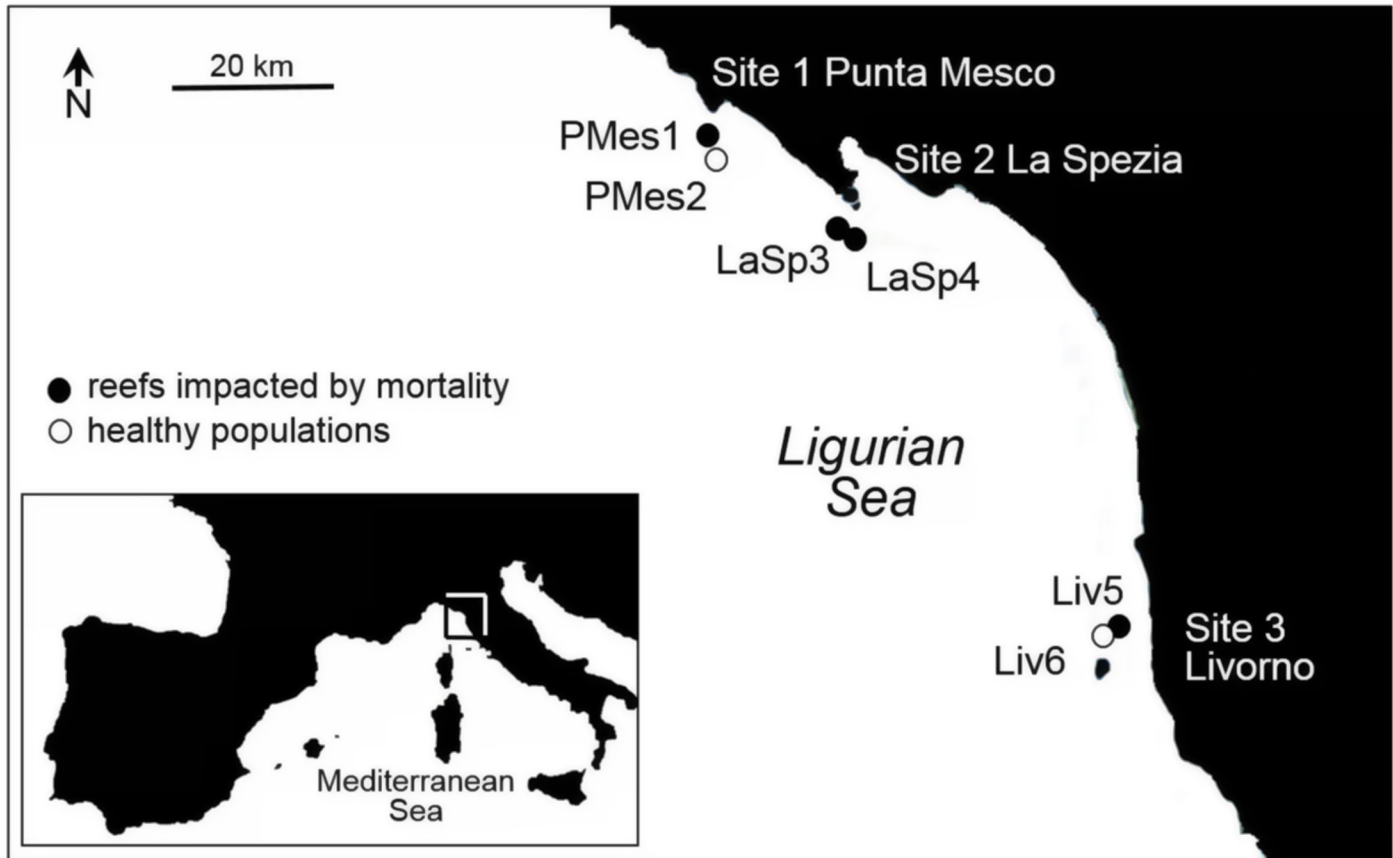 20 km
N
Site 1 Punta Mesco
PMes1
PMes2
Site 2 La Spezia
LaSp3
LaSp4
reefs impacted by mortality
healthy populations
Ligurian
Sea
Liv5
Liv6
Site 3
Livorno
Mediterranean
Sea